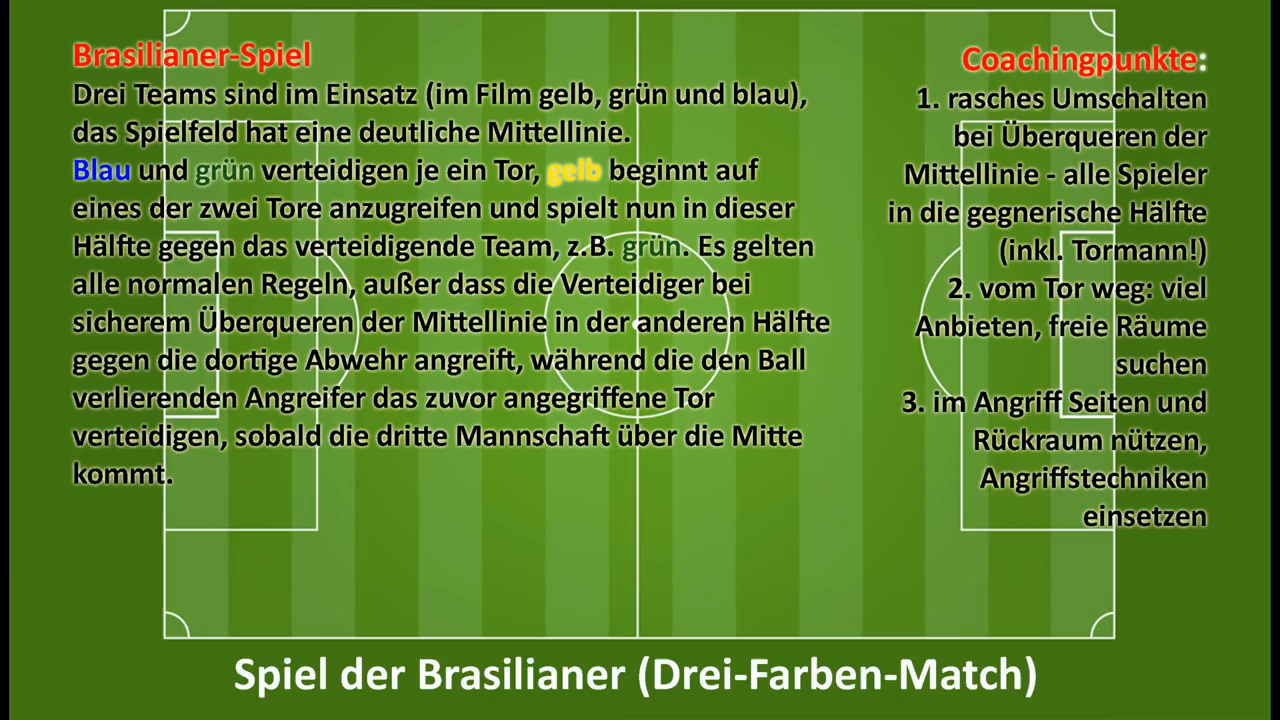 Brasilianer-Spiel
Drei Teams sind im Einsatz (im Film gelb, grün und blau),
das Spielfeld hat eine deutliche Mittellinie.
Blau und grün verteidigen je ein Tor, gelb beginnt auf
eines der zwei Tore anzugreifen und spielt nun in dieser
Hälfte gegen das verteidigende Team, z.B. grün. Es gelten
alle normalen Regeln, außer dass die Verteidiger bei
sicherem Überqueren der Mittellinie in der anderen Hälfte
gegen die dortige Abwehr angreift, während die den Ball
verlierenden Angreifer das zuvor angegriffene Tor
verteidigen, sobald die dritte Mannschaft über die Mitte
kommt.
Coachingpunkte:
1. rasches Umschalten
bei Überqueren der
Mittellinie - alle Spieler
in die gegnerische Hälfte
(inkl. Tormann!)
2. vom Tor weg: viel
Anbieten, freie Räume
suchen
3. im Angriff Seiten und
Rückraum nützen,
Angriffstechniken
einsetzen
Spiel der Brasilianer (Drei-Farben-Match)